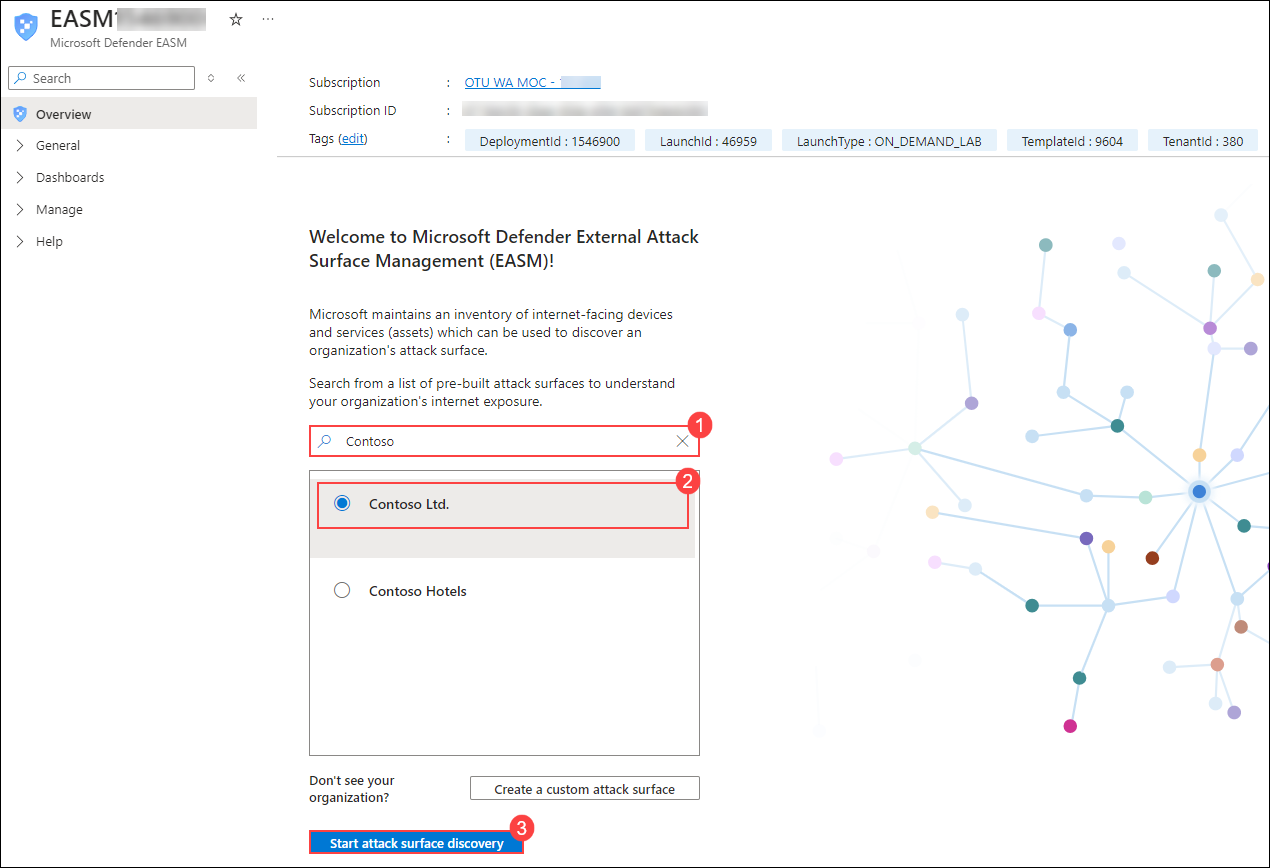 EASM
Microsoft Defender EASM
Search
Overview
General
Dashboards
Manage
Help
Subscription : OTU WA MOC -
Subscription ID :
Tags (edit) : DeploymentId : 1546900 LaunchId : 46959 LaunchType : ON_DEMAND_LAB TemplateId : 9604 TenantId : 380
Welcome to Microsoft Defender External Attack
Surface Management (EASM)!
Microsoft maintains an inventory of internet-facing devices
and services (assets) which can be used to discover an
organization's attack surface.
Search from a list of pre-built attack surfaces to understand
your organization's internet exposure.
Contoso
1
2
Contoso Ltd.
Contoso Hotels
Don't see your
organization?
Create a custom attack surface
3
Start attack surface discovery